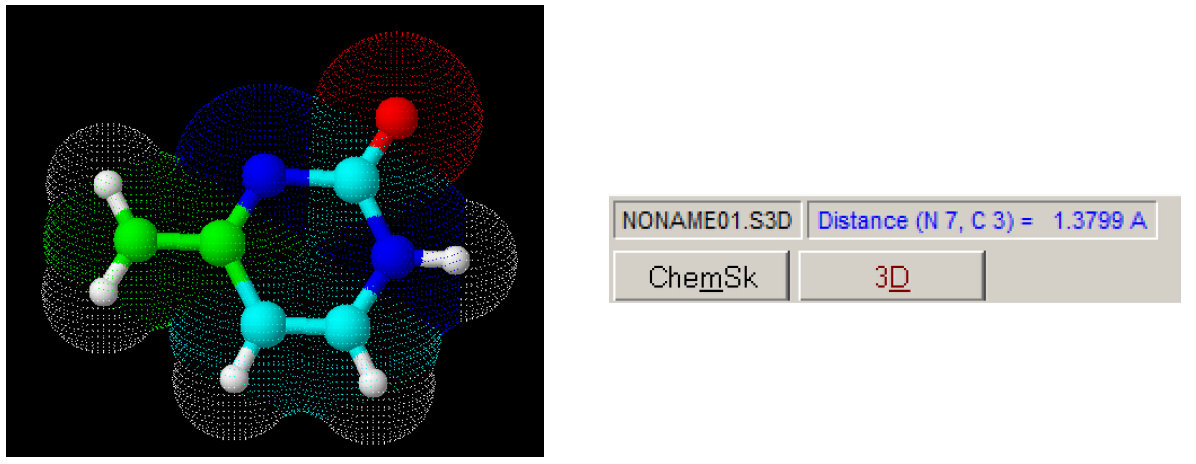 NONAME01.S3D Distance (N 7, C 3) = 1.3799 A
ChemSk 3D